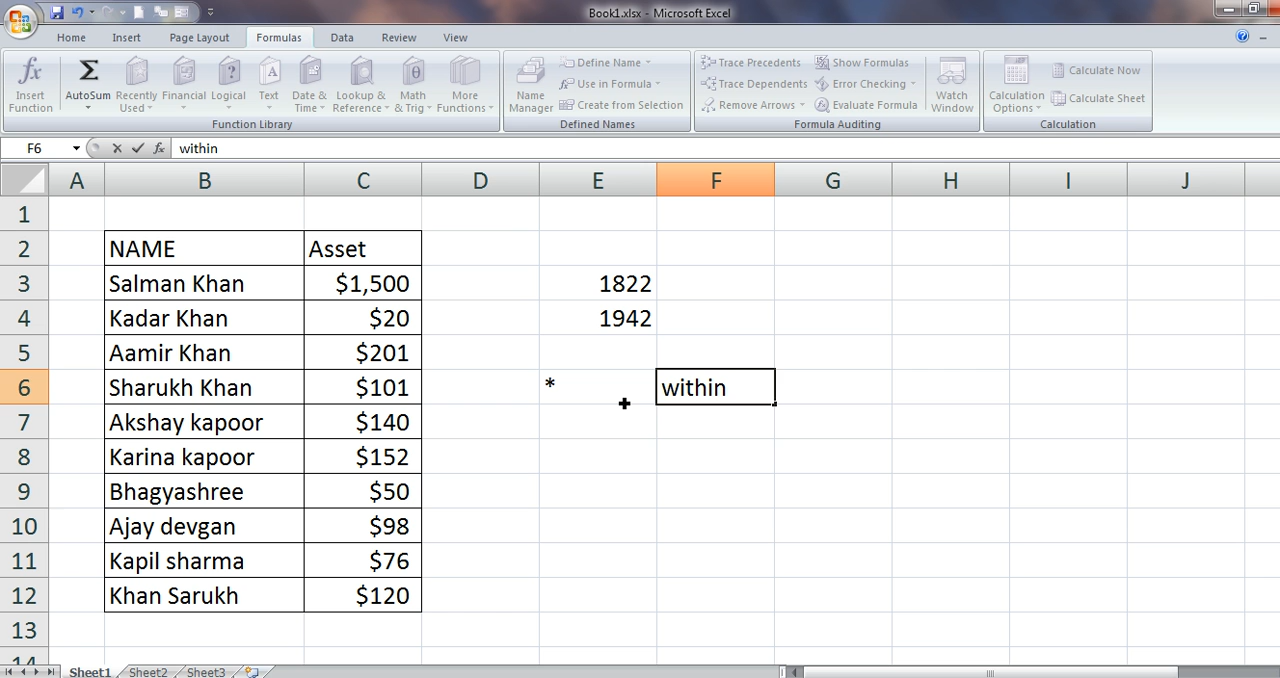 Book1.xlsx - Microsoft Excel
Home Insert Page Layout Formulas Data Review View
fx Σ ? A θ Define Name Trace Precedents Show Formulas Calculate Now
Insert Function AutoSum Recently Used Financial Logical Text Date & Time Lookup & Reference Math & Trig More Functions Name Manager Use in Formula Trace Dependents Error Checking Watch Window Calculation Options
Create from Selection Remove Arrows Evaluate Formula Calculate Sheet
Function Library Defined Names Formula Auditing Calculation
F6 fx within
A B C D E F G H I J
1
2 NAME Asset
3 Salman Khan $1,500 1822
4 Kadar Khan $20 1942
5 Aamir Khan $201
6 Sharukh Khan $101 * within
7 Akshay kapoor $140
8 Karina kapoor $152
9 Bhagyashree $50
10 Ajay devgan $98
11 Kapil sharma $76
12 Khan Sarukh $120
13
14
Sheet1 Sheet2 Sheet3